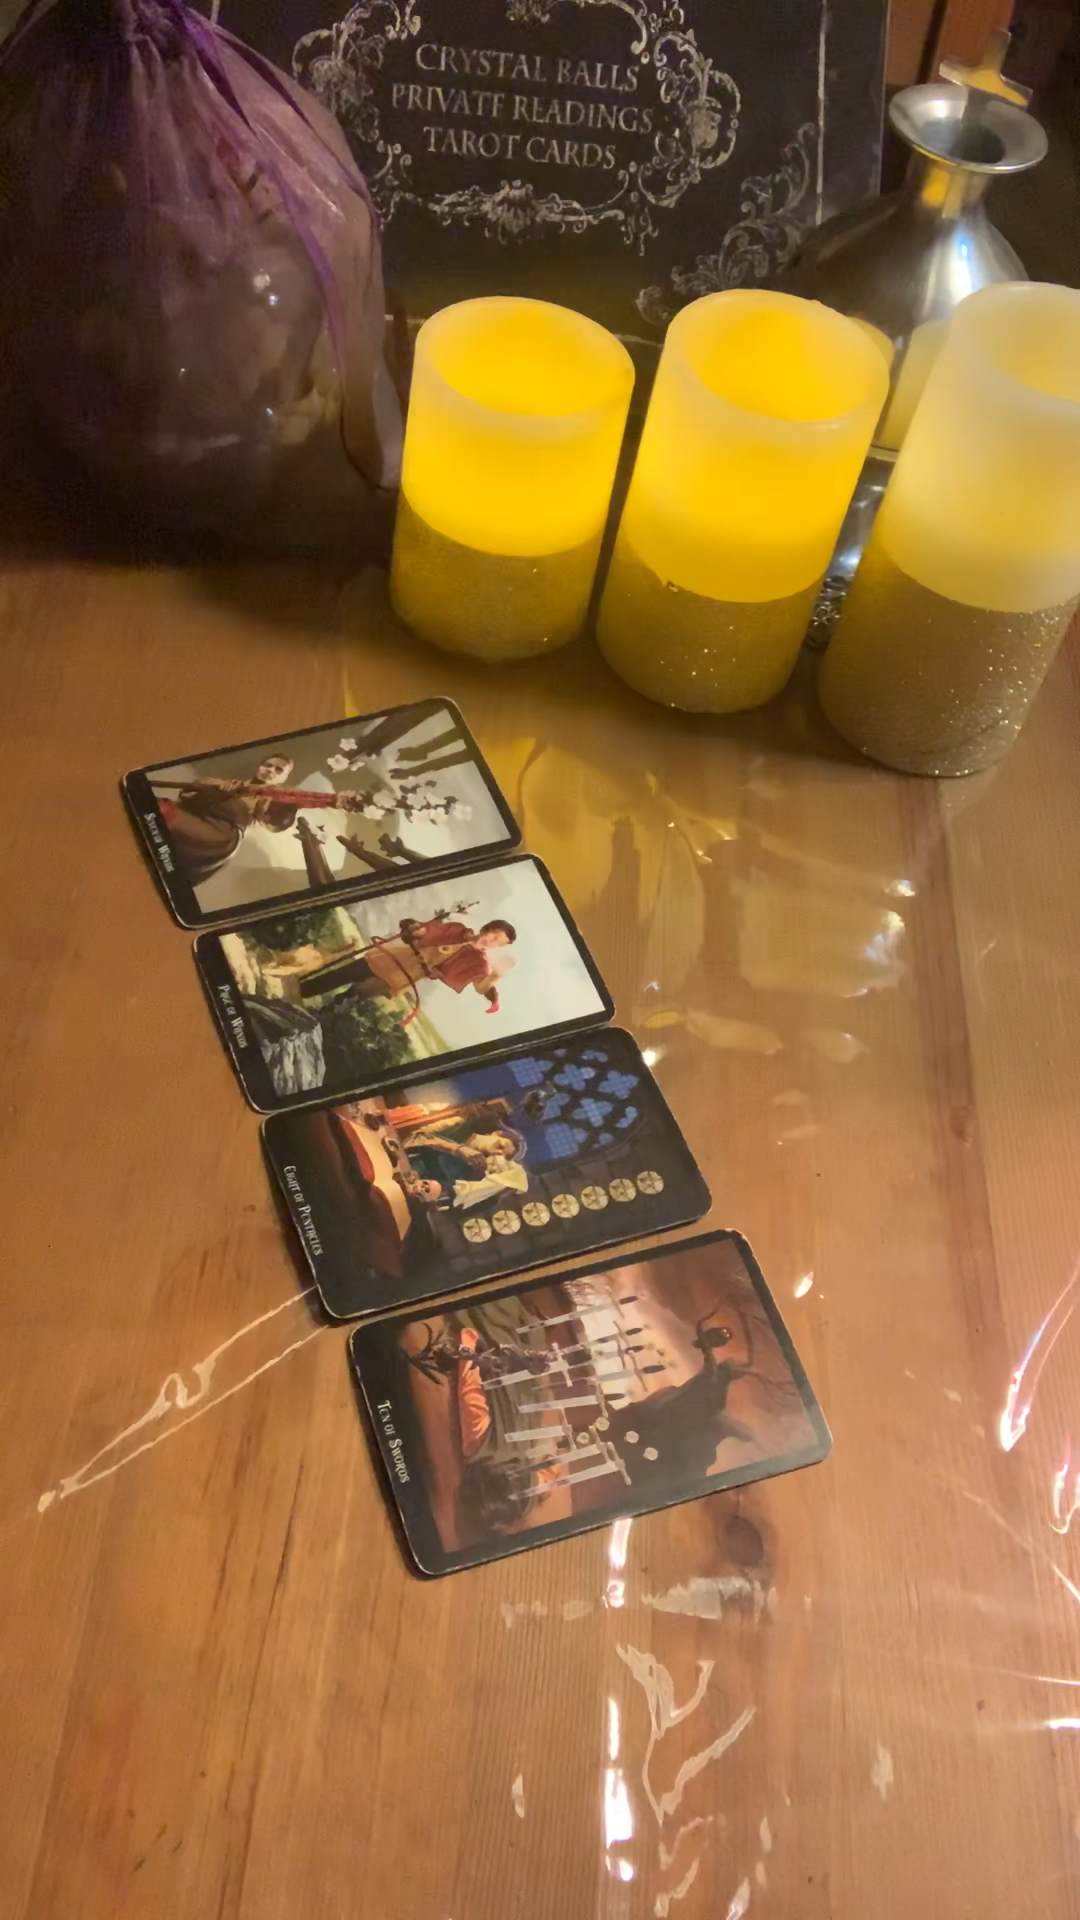 CRYSTAL BALLS
PRIVATE READINGS
TAROT CARDS
SEVEN OF WANDS
PAGE OF WANDS
EIGHT OF PENTACLES
TEN OF SWORDS